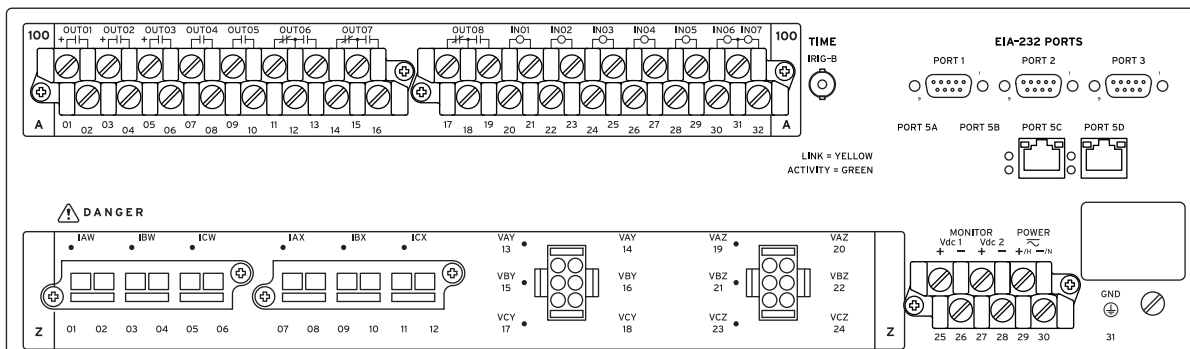 100 OUT01 OUT02 OUT03 OUT04 OUT05 OUT06 OUT07 OUT08 IN01 IN02 IN03 IN04 IN05 IN06 IN07 100
+ + +
A 01 02 03 04 05 06 07 08 09 10 11 12 13 14 15 16 17 18 19 20 21 22 23 24 25 26 27 28 29 30 31 32 A
TIME
IRIG-B
EIA-232 PORTS
PORT 1 PORT 2 PORT 3
1 1 1
9 9 9
PORT 5A PORT 5B PORT 5C PORT 5D
LINK = YELLOW
ACTIVITY = GREEN
! DANGER
IAW IBW ICW IAX IBX ICX
Z 01 02 03 04 05 06 07 08 09 10 11 12
VAY VAY VAZ VAZ
13 14 19 20
VBY VBY VBZ VBZ
15 16 21 22
VCY VCY VCZ VCZ
17 18 23 24
Z
MONITOR POWER
Vdc 1 Vdc 2
+ – + – +/H –/N
25 26 27 28 29 30
GND
31